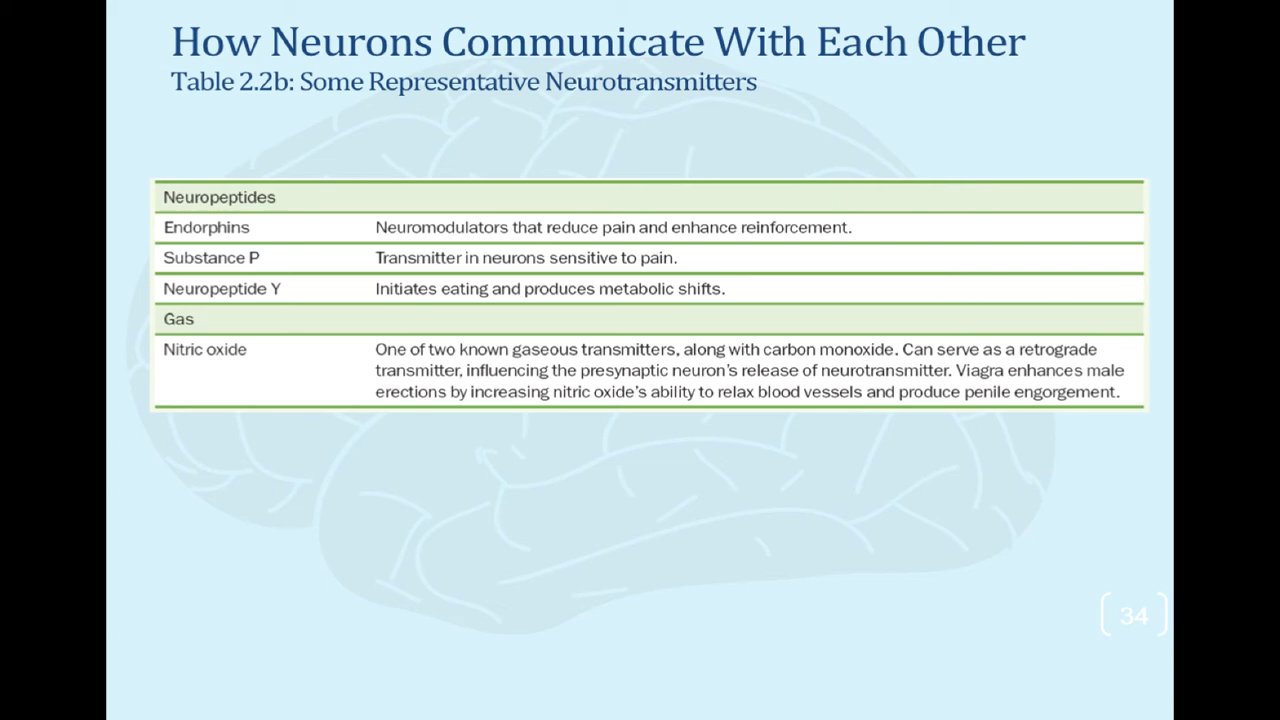 How Neurons Communicate With Each Other
Table 2.2b: Some Representative Neurotransmitters
Neuropeptides
Endorphins Neuromodulators that reduce pain and enhance reinforcement.
Substance P Transmitter in neurons sensitive to pain.
Neuropeptide Y Initiates eating and produces metabolic shifts.
Gas
Nitric oxide One of two known gaseous transmitters, along with carbon monoxide. Can serve as a retrograde
transmitter, influencing the presynaptic neuron's release of neurotransmitter. Viagra enhances male
erections by increasing nitric oxide's ability to relax blood vessels and produce penile engorgement.
34